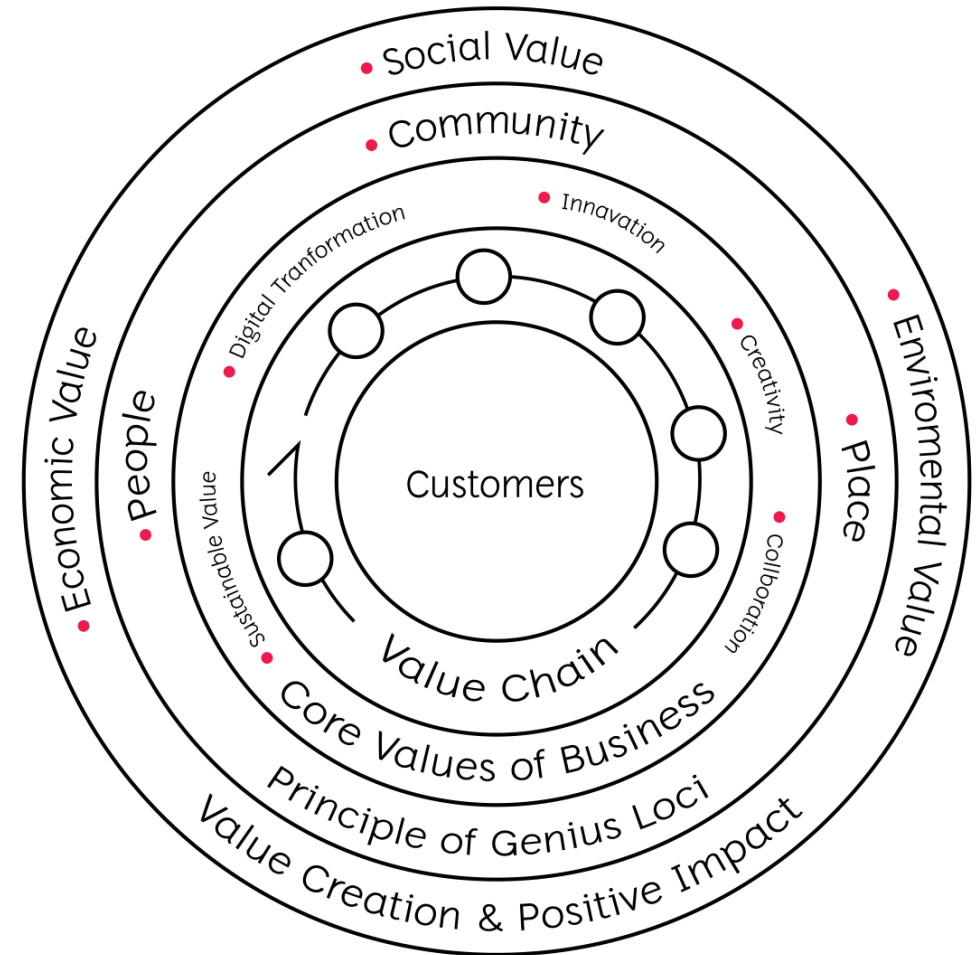 Social Value
Community
Innavation
Digital Tranformation
Creativity
Enviromental Value
Economic Value
People
Place
Customers
Sustainable Value
Collboration
Value Chain
Core Values of Business
Principle of Genius Loci
Value Creation & Positive Impact